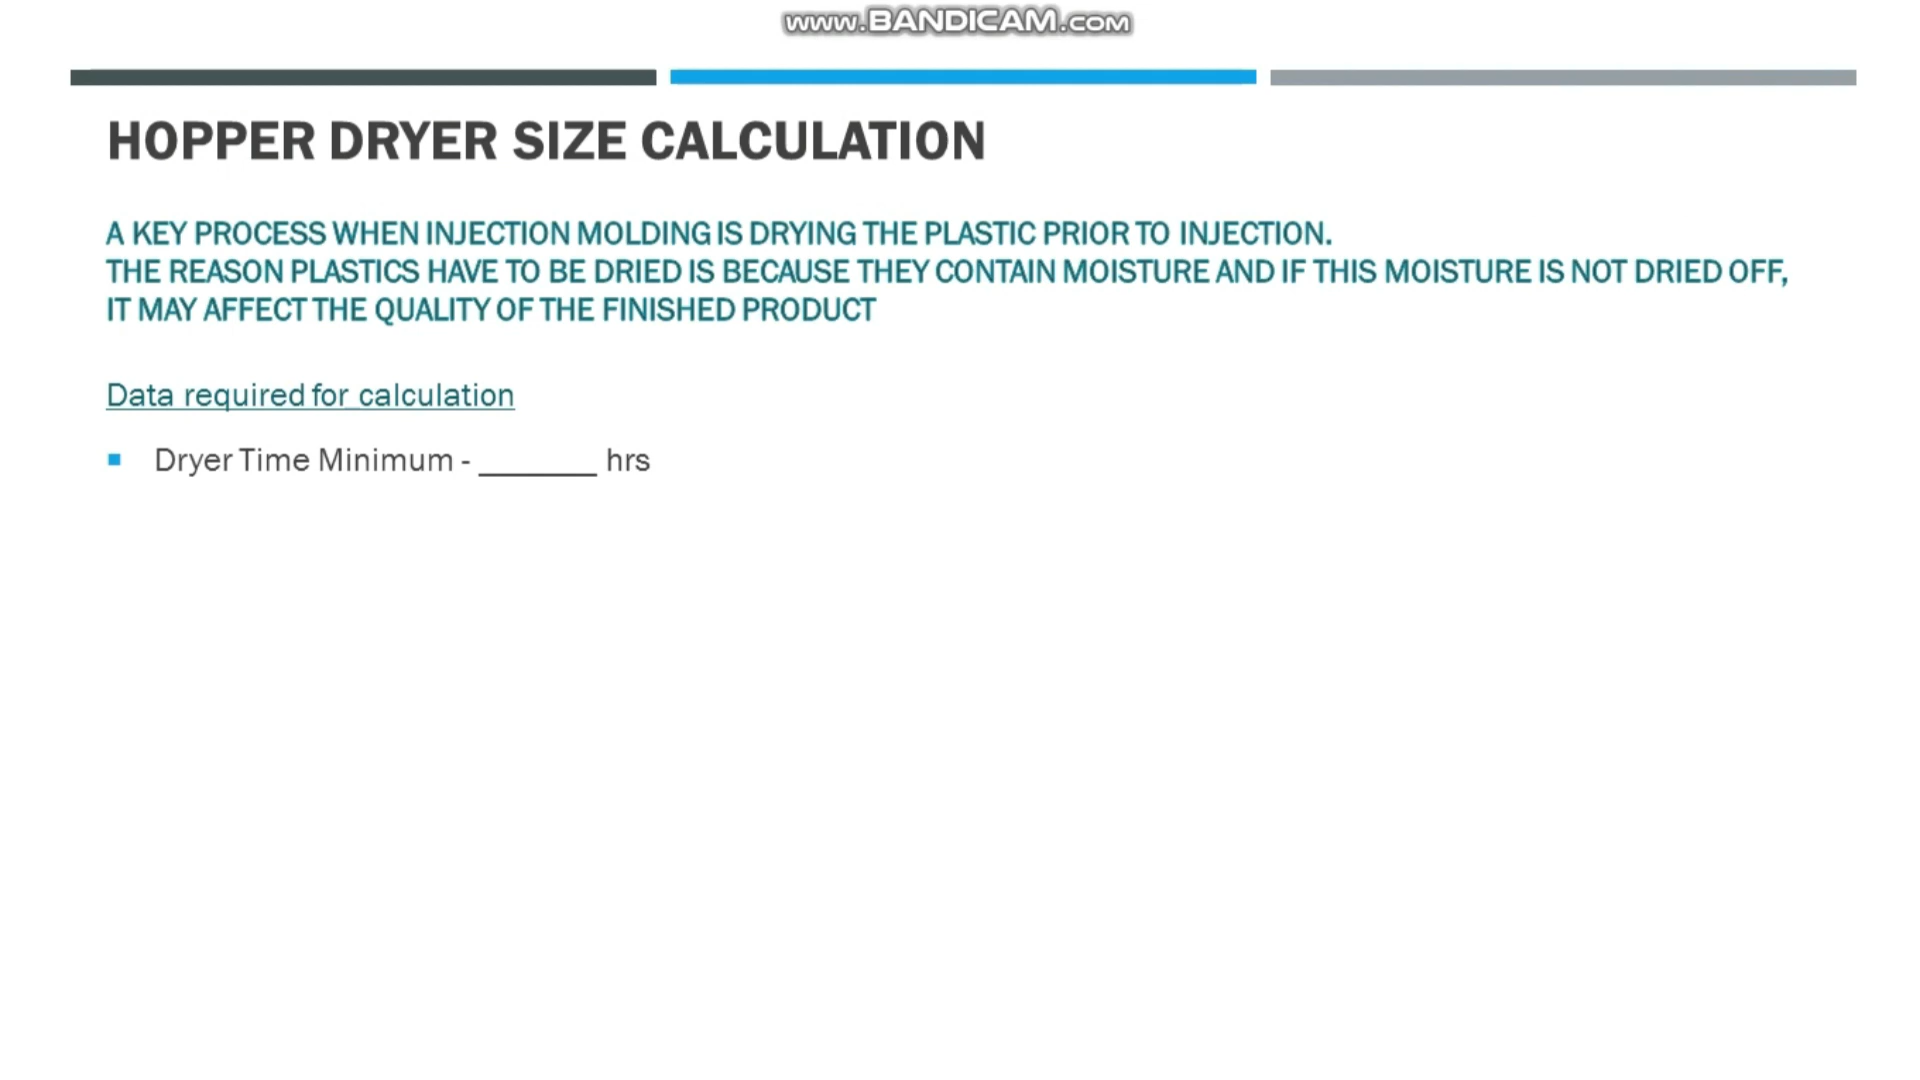 www.BANDICAM.com
HOPPER DRYER SIZE CALCULATION
A KEY PROCESS WHEN INJECTION MOLDING IS DRYING THE PLASTIC PRIOR TO INJECTION.
THE REASON PLASTICS HAVE TO BE DRIED IS BECAUSE THEY CONTAIN MOISTURE AND IF THIS MOISTURE IS NOT DRIED OFF,
IT MAY AFFECT THE QUALITY OF THE FINISHED PRODUCT
Data required for calculation
▪ Dryer Time Minimum - _______ hrs